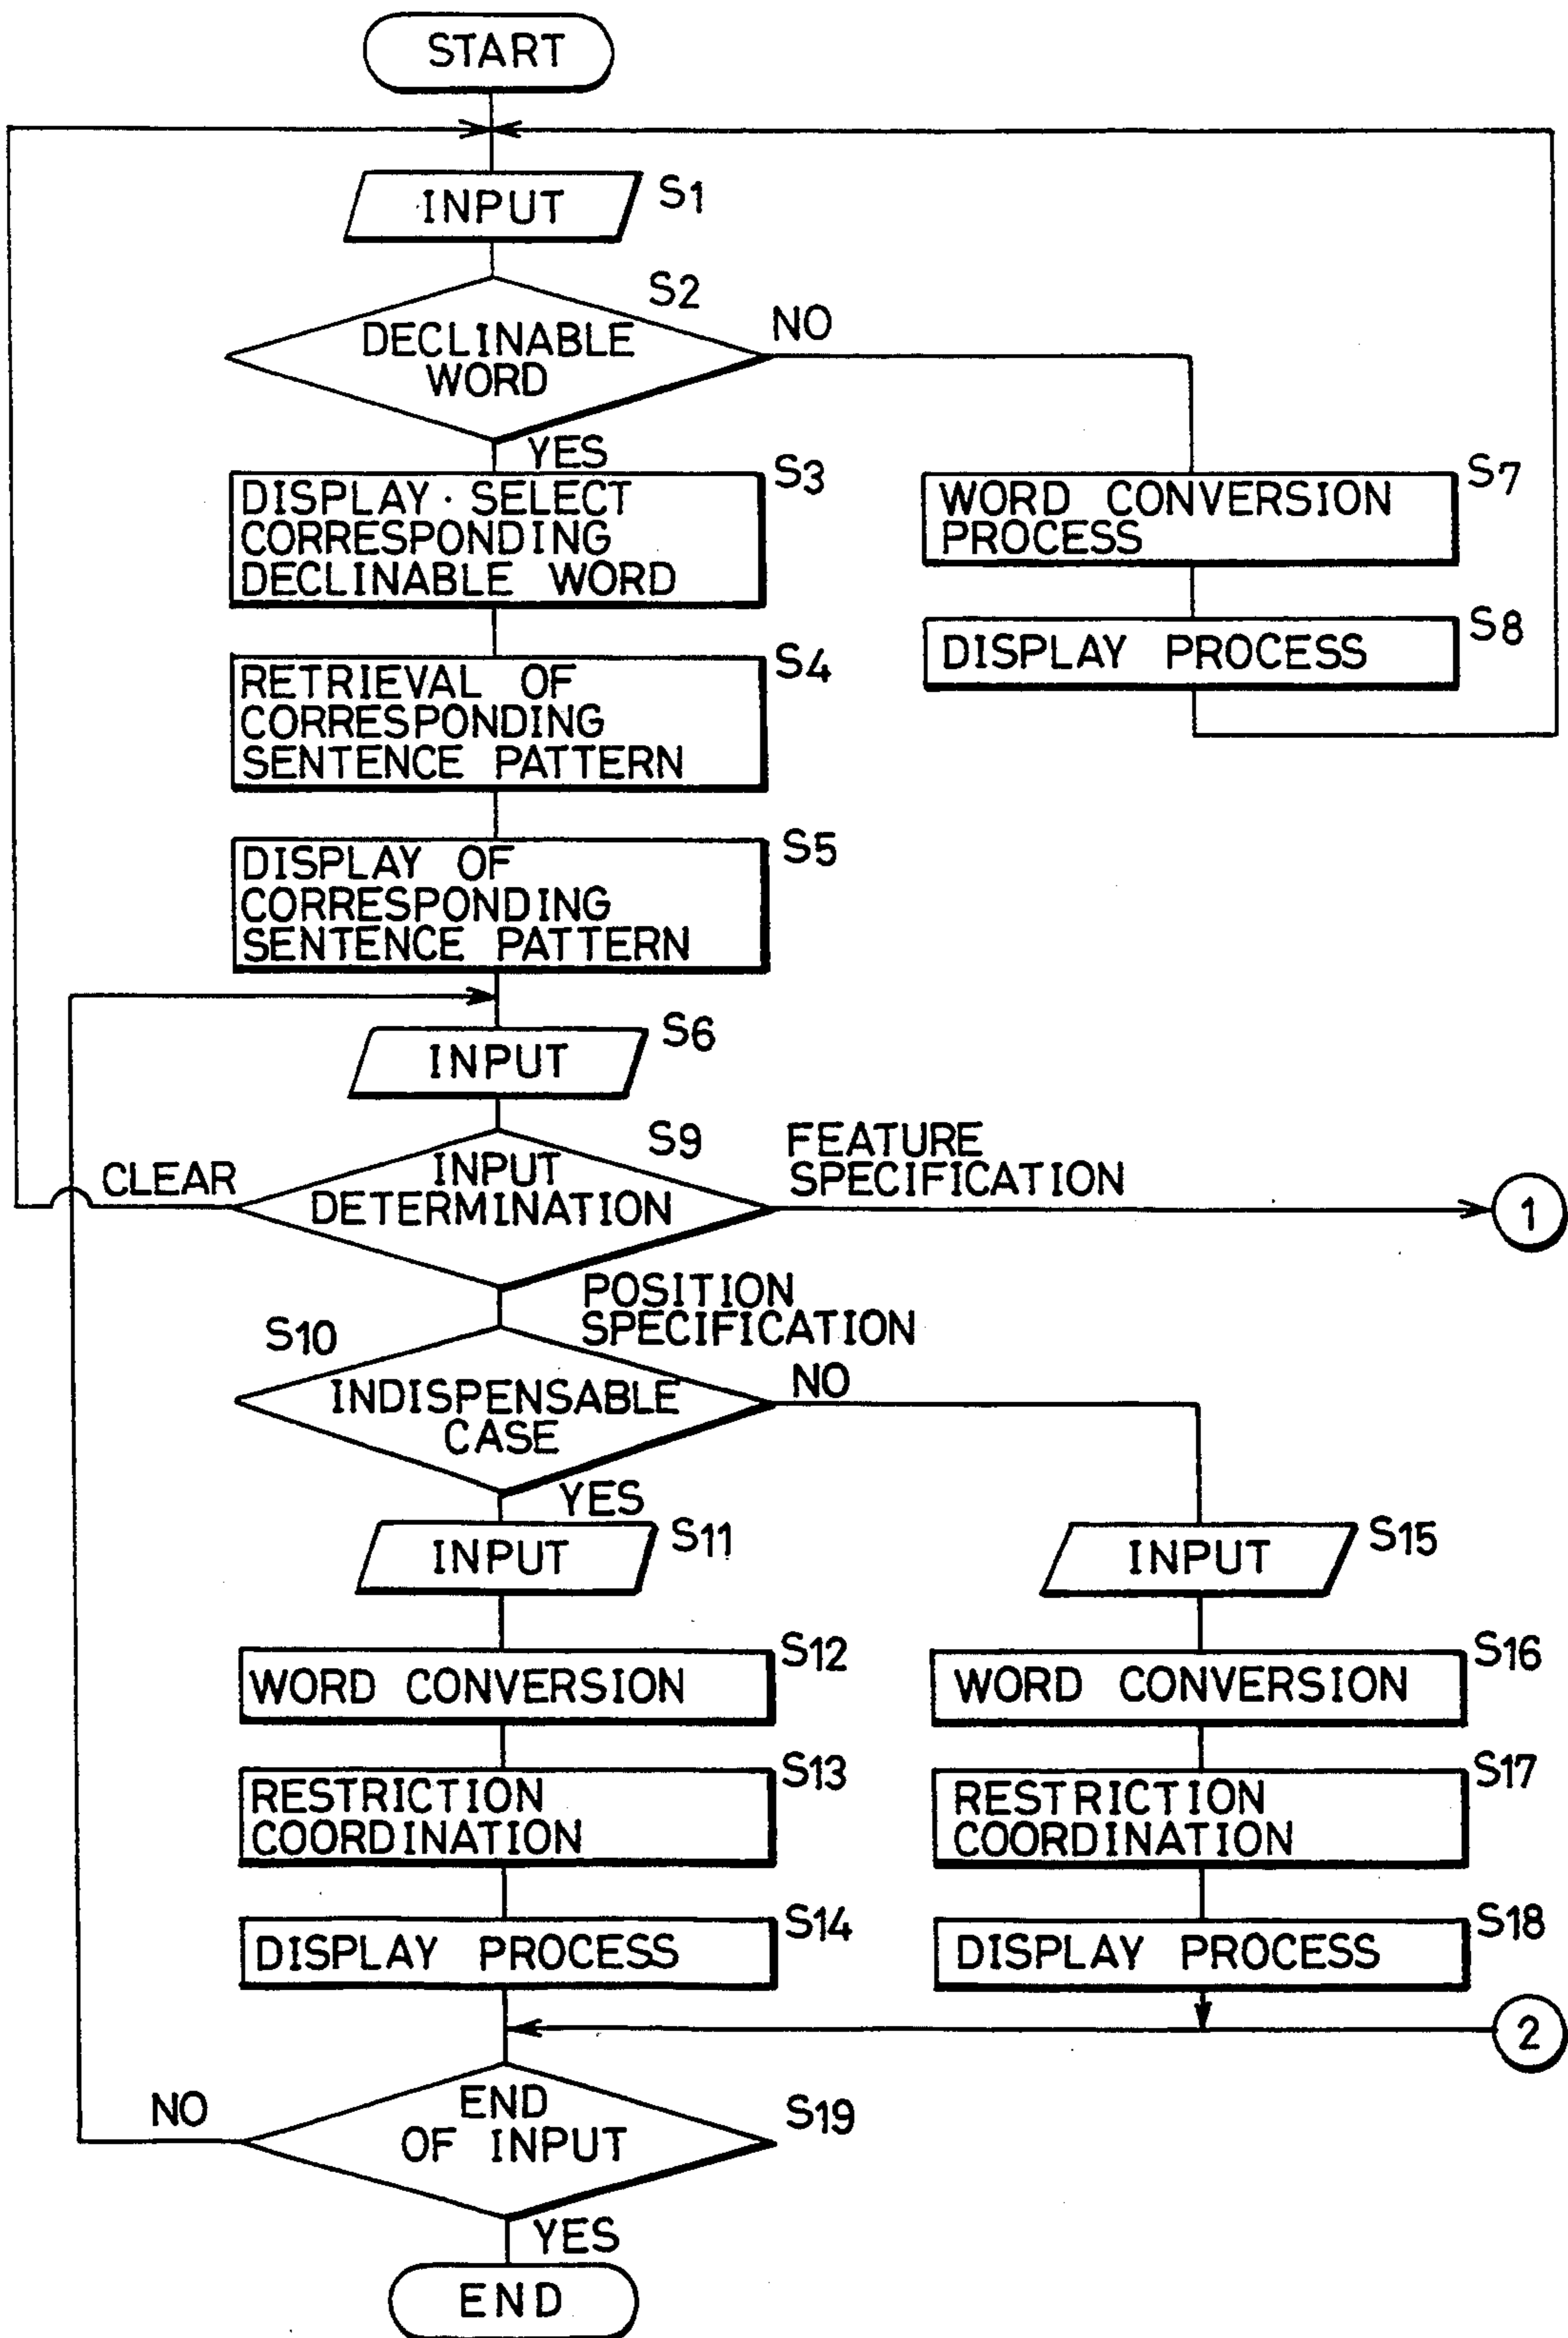 START
INPUT
S1
S2
DECLINABLE
WORD
NO
YES
S3
DISPLAY · SELECT
CORRESPONDING
DECLINABLE WORD
S7
WORD CONVERSION
PROCESS
S4
RETRIEVAL OF
CORRESPONDING
SENTENCE PATTERN
S8
DISPLAY PROCESS
S5
DISPLAY OF
CORRESPONDING
SENTENCE PATTERN
INPUT
S6
S9
INPUT
DETERMINATION
CLEAR
FEATURE
SPECIFICATION
1
POSITION
SPECIFICATION
S10
INDISPENSABLE
CASE
NO
YES
INPUT
S11
INPUT
S15
S12
WORD CONVERSION
S16
WORD CONVERSION
S13
RESTRICTION
COORDINATION
S17
RESTRICTION
COORDINATION
S14
DISPLAY PROCESS
S18
DISPLAY PROCESS
2
END
OF INPUT
S19
NO
YES
END